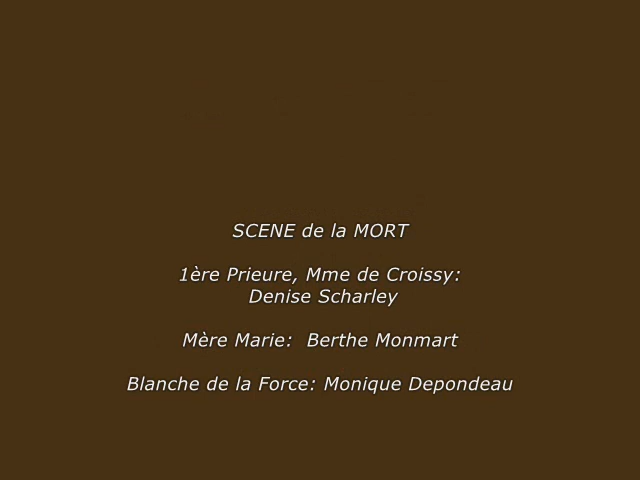 SCENE de la MORT
1ère Prieure, Mme de Croissy:
Denise Scharley
Mère Marie:  Berthe Monmart
Blanche de la Force: Monique Depondeau